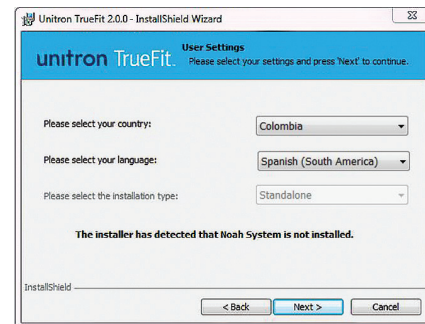 Unitron TrueFit 2.0.0 - InstallShield Wizard
unitron TrueFit.
User Settings
Please select your settings and press 'Next' to continue.
Please select your country: Colombia
Please select your language: Spanish (South America)
Please select the installation type: Standalone
The installer has detected that Noah System is not installed.
InstallShield
< Back Next > Cancel